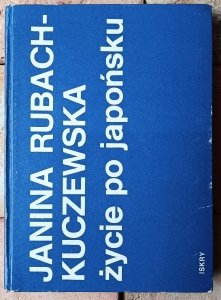 JANINA RUBACH-
KUCZEWSKA
życie po japońsku
ISKRY